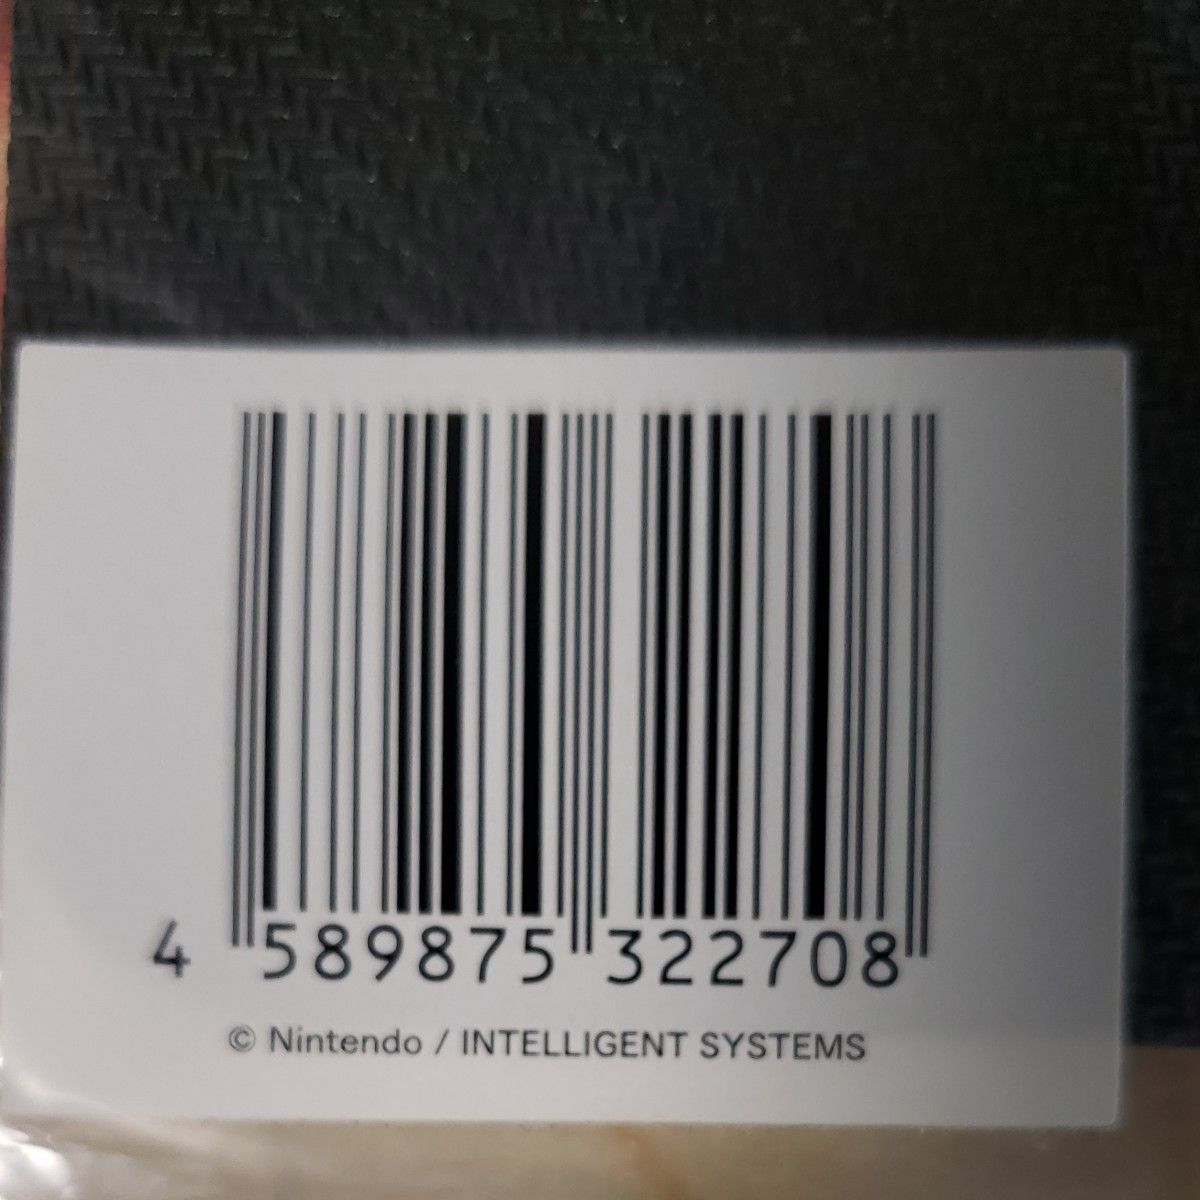 4 589875 322708
© Nintendo / INTELLIGENT SYSTEMS